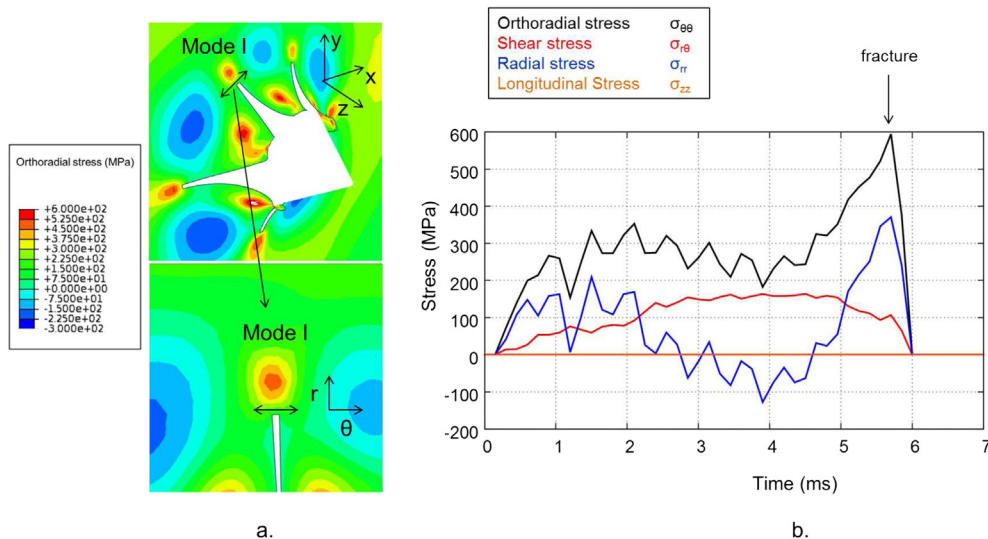 Mode I
y
x
z
Orthoradial stress (MPa)
+6.000e+02
+5.250e+02
+4.500e+02
+3.750e+02
+3.000e+02
+2.250e+02
+1.500e+02
+7.500e+01
+0.000e+00
-7.500e+01
-1.500e+02
-2.250e+02
-3.000e+02
Mode I
r
θ
a.
Orthoradial stress σθθ
Shear stress σrθ
Radial stress σrr
Longitudinal Stress σzz
fracture
Stress (MPa)
600
500
400
300
200
100
0
-100
-200
0 1 2 3 4 5 6 7
Time (ms)
b.